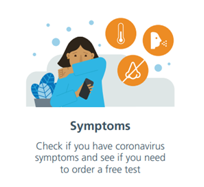 Symptoms
Check if you have coronavirus
symptoms and see if you need
to order a free test